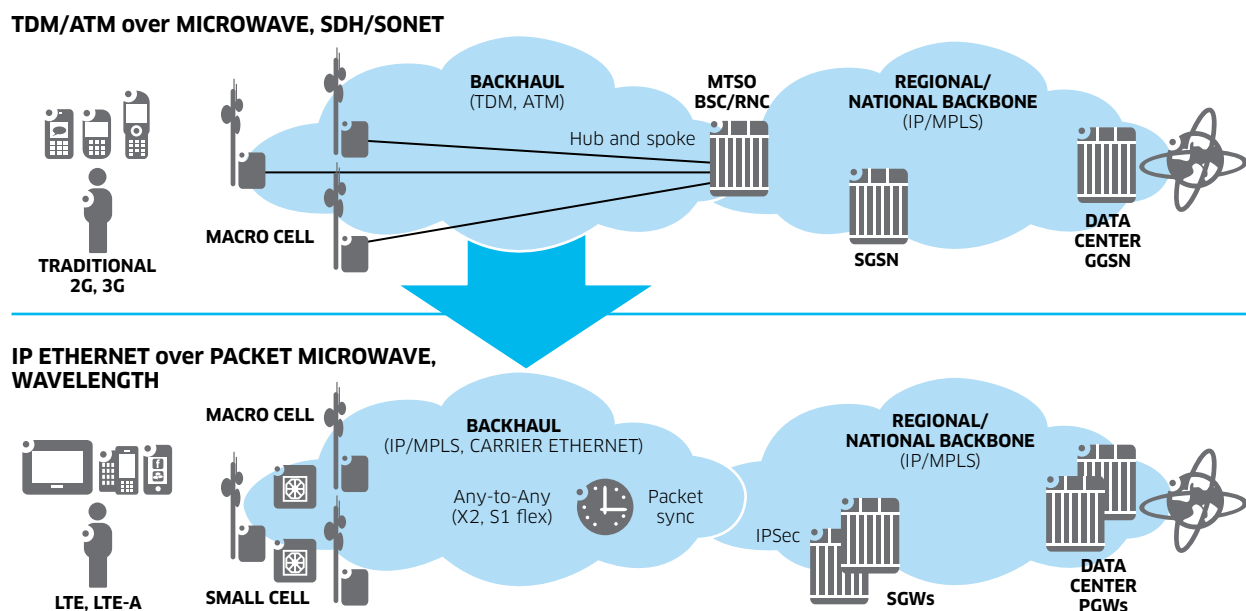 TDM/ATM over MICROWAVE, SDH/SONET
BACKHAUL
(TDM, ATM)
MTSO
BSC/RNC
REGIONAL/
NATIONAL BACKBONE
(IP/MPLS)
Hub and spoke
MACRO CELL
TRADITIONAL
2G, 3G
SGSN
DATA
CENTER
GGSN
IP ETHERNET over PACKET MICROWAVE,
WAVELENGTH
MACRO CELL
BACKHAUL
(IP/MPLS, CARRIER ETHERNET)
REGIONAL/
NATIONAL BACKBONE
(IP/MPLS)
Any-to-Any
(X2, S1 flex)
Packet
sync
IPSec
LTE, LTE-A
SMALL CELL
SGWs
DATA
CENTER
PGWs